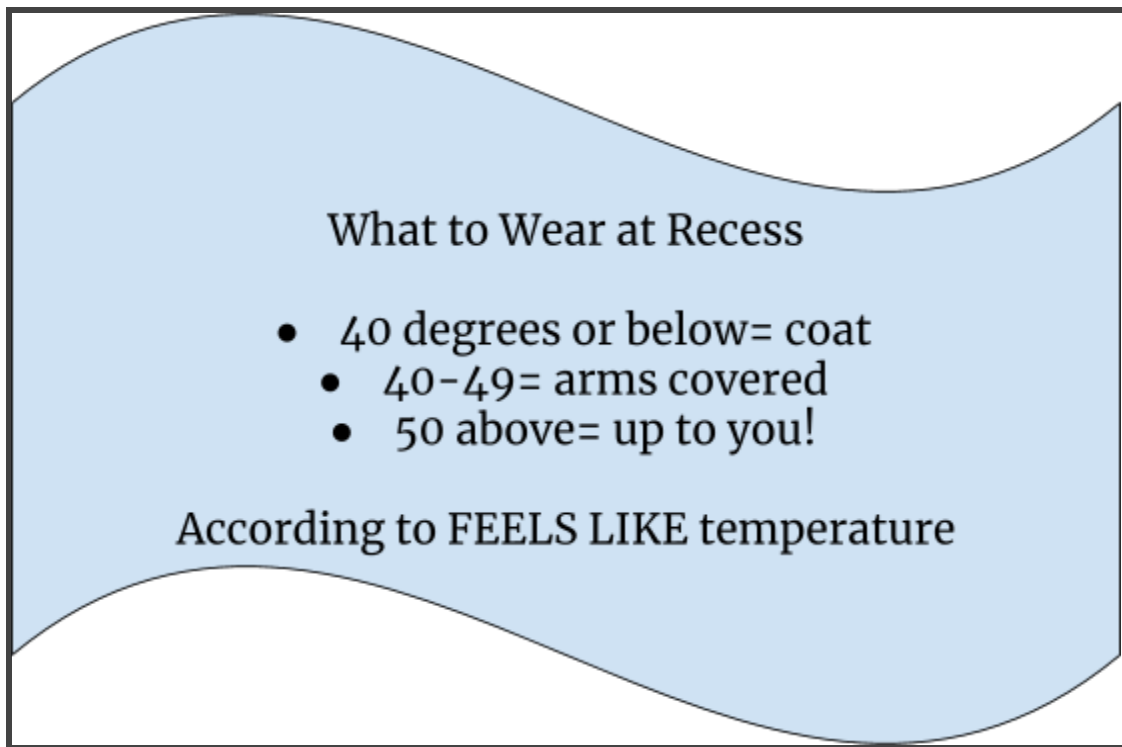 What to Wear at Recess
● 40 degrees or below= coat
● 40-49= arms covered
● 50 above= up to you!
According to FEELS LIKE temperature